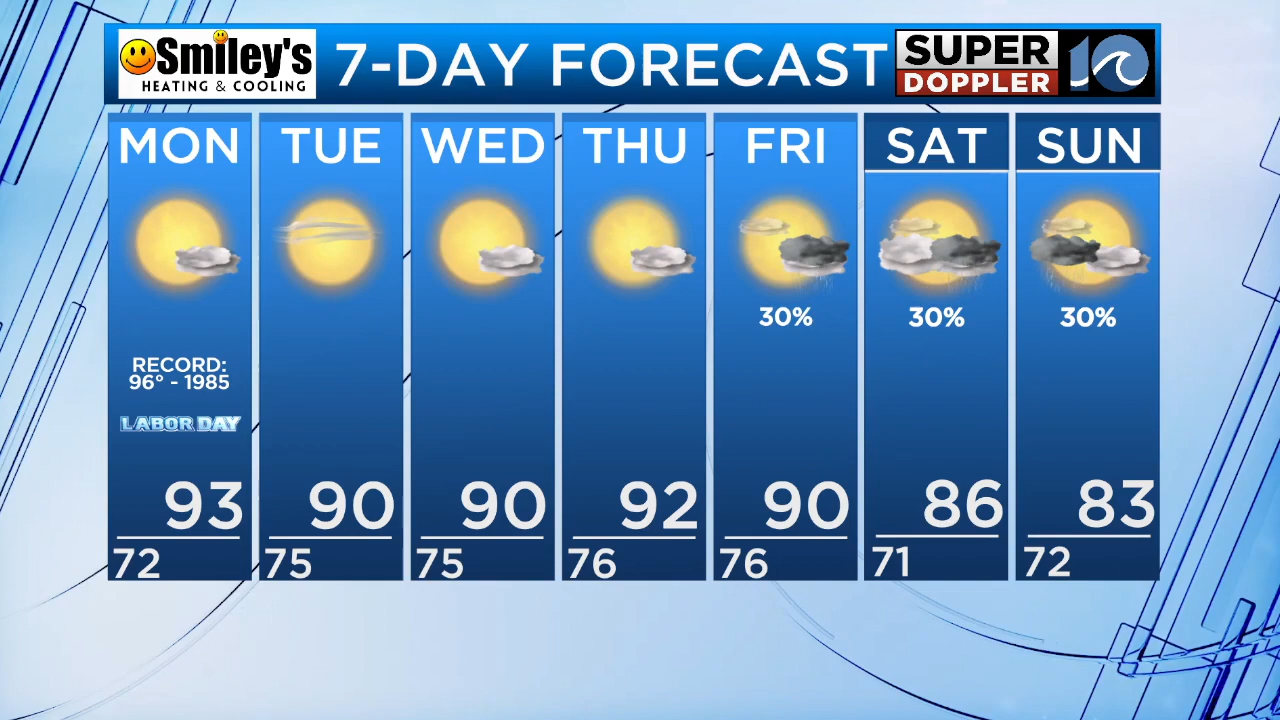 Smiley's
HEATING & COOLING
7-DAY FORECAST
SUPER
DOPPLER
10
MON TUE WED THU FRI SAT SUN
30% 30% 30%
RECORD:
96° - 1985
LABOR DAY
93 90 90 92 90 86 83
72 75 75 76 76 71 72